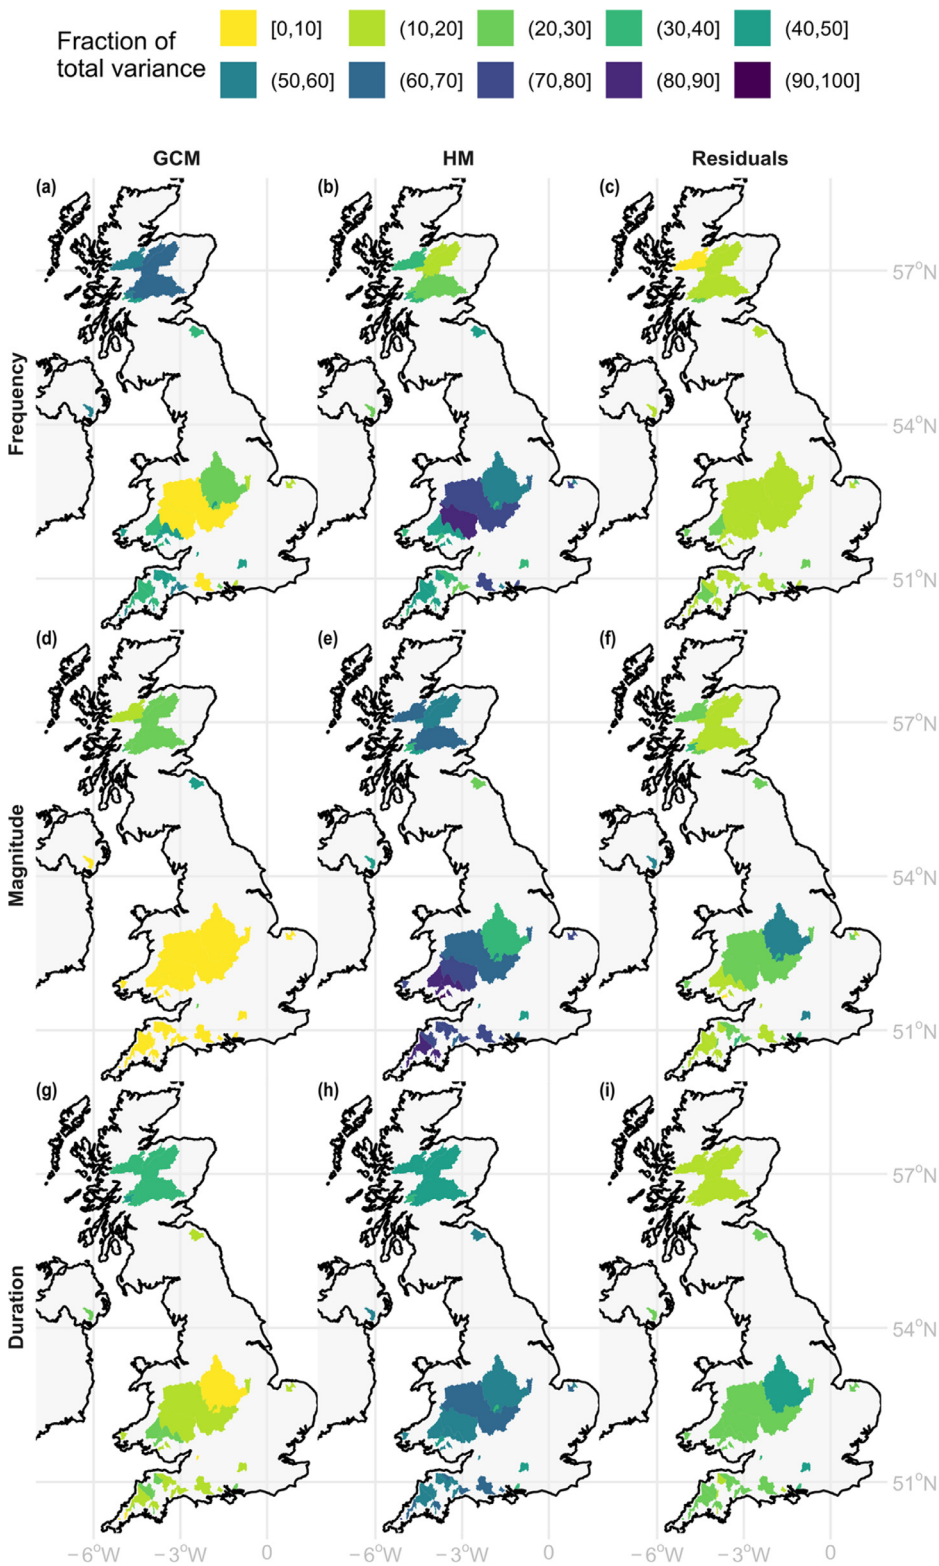 Fraction of
total variance
[0,10] (10,20] (20,30] (30,40] (40,50]
(50,60] (60,70] (70,80] (80,90] (90,100]
GCM HM Residuals
(a) (b) (c)
57°N
Frequency
54°N
51°N
(d) (e) (f)
57°N
Magnitude
54°N
51°N
(g) (h) (i)
57°N
Duration
54°N
51°N
−6°W −3°W 0 −6°W −3°W 0 −6°W −3°W 0